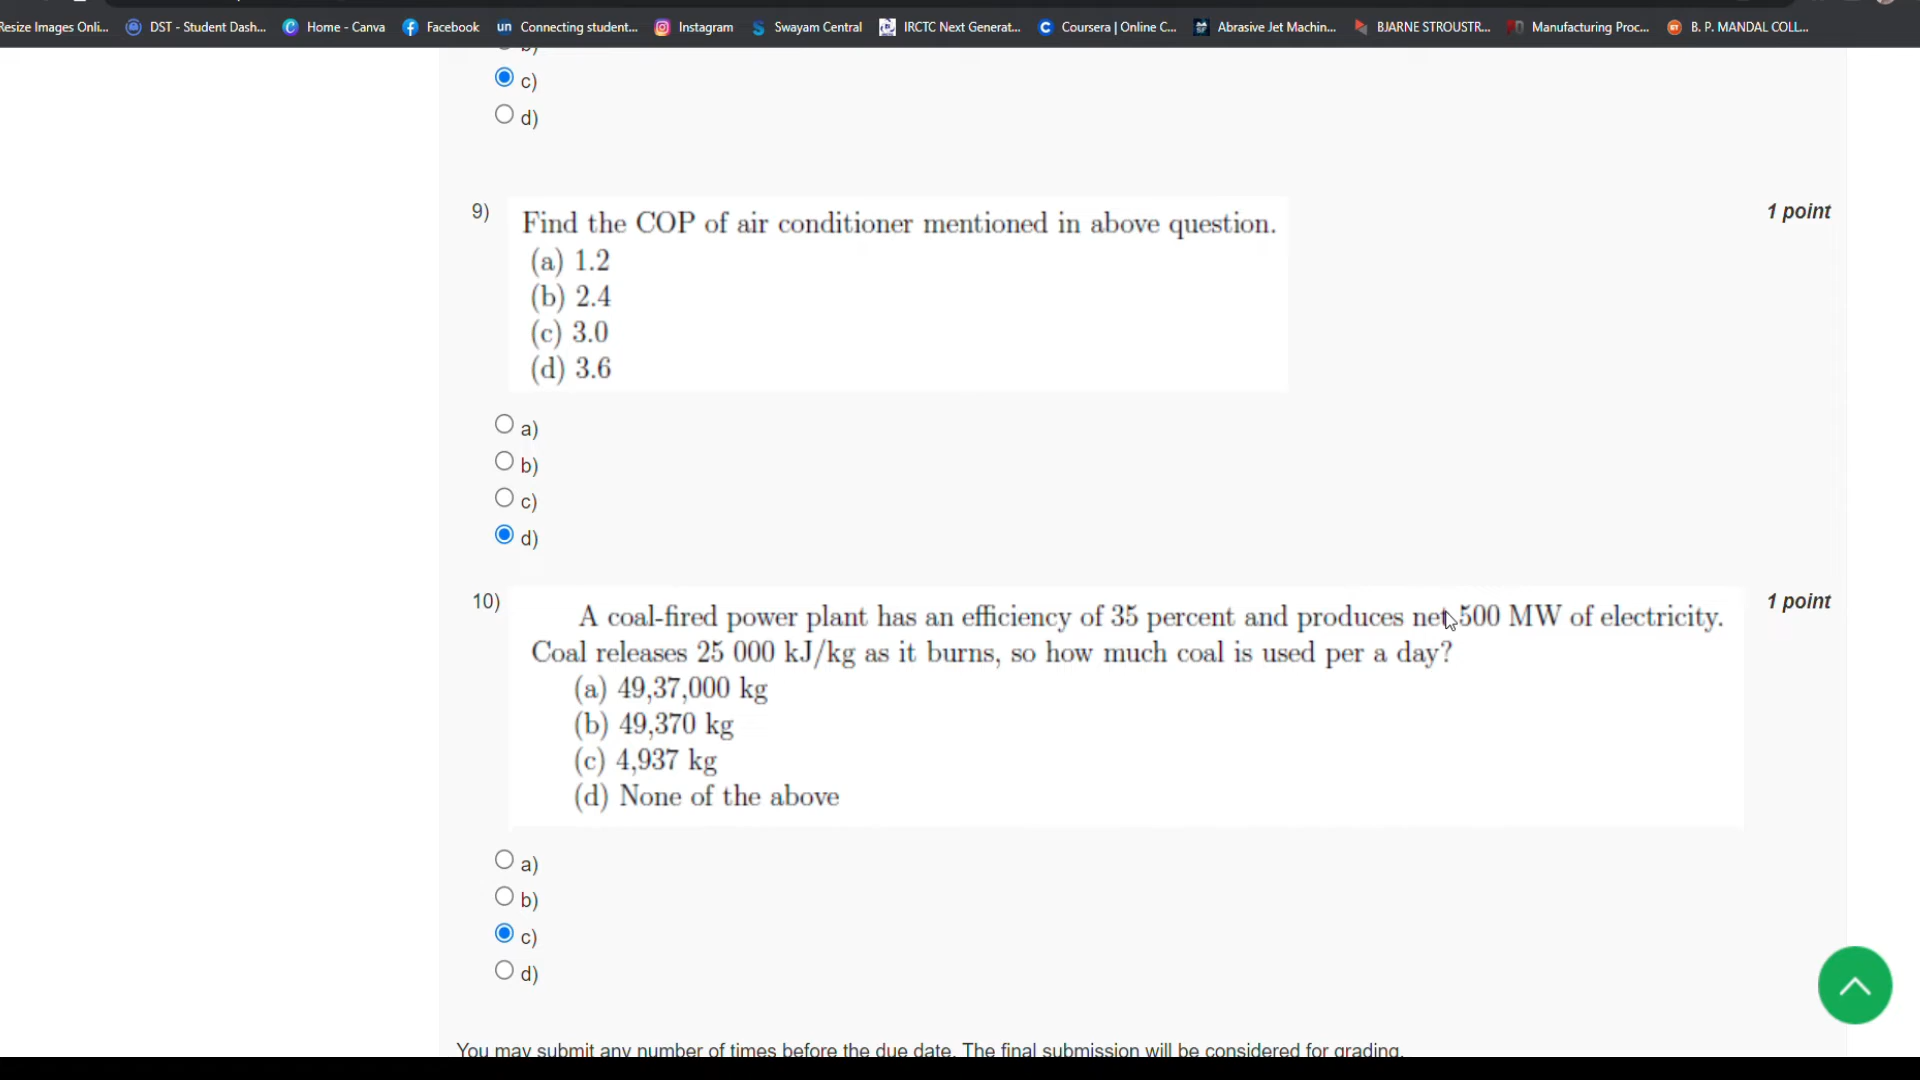 Resize Images Onli...  DST - Student Dash...  Home - Canva  Facebook  un  Connecting student...  Instagram  Swayam Central  IRCTC Next Generat...  Coursera | Online C...  Abrasive Jet Machin...  BJARNE STROUSTR...  Manufacturing Proc...  B. P. MANDAL COLL...
b)
c)
d)
9) Find the COP of air conditioner mentioned in above question. 1 point
(a) 1.2
(b) 2.4
(c) 3.0
(d) 3.6
a)
b)
c)
d)
10) A coal-fired power plant has an efficiency of 35 percent and produces net 500 MW of electricity. 1 point
Coal releases 25 000 kJ/kg as it burns, so how much coal is used per a day?
(a) 49,37,000 kg
(b) 49,370 kg
(c) 4,937 kg
(d) None of the above
a)
b)
c)
d)
You may submit any number of times before the due date. The final submission will be considered for grading.